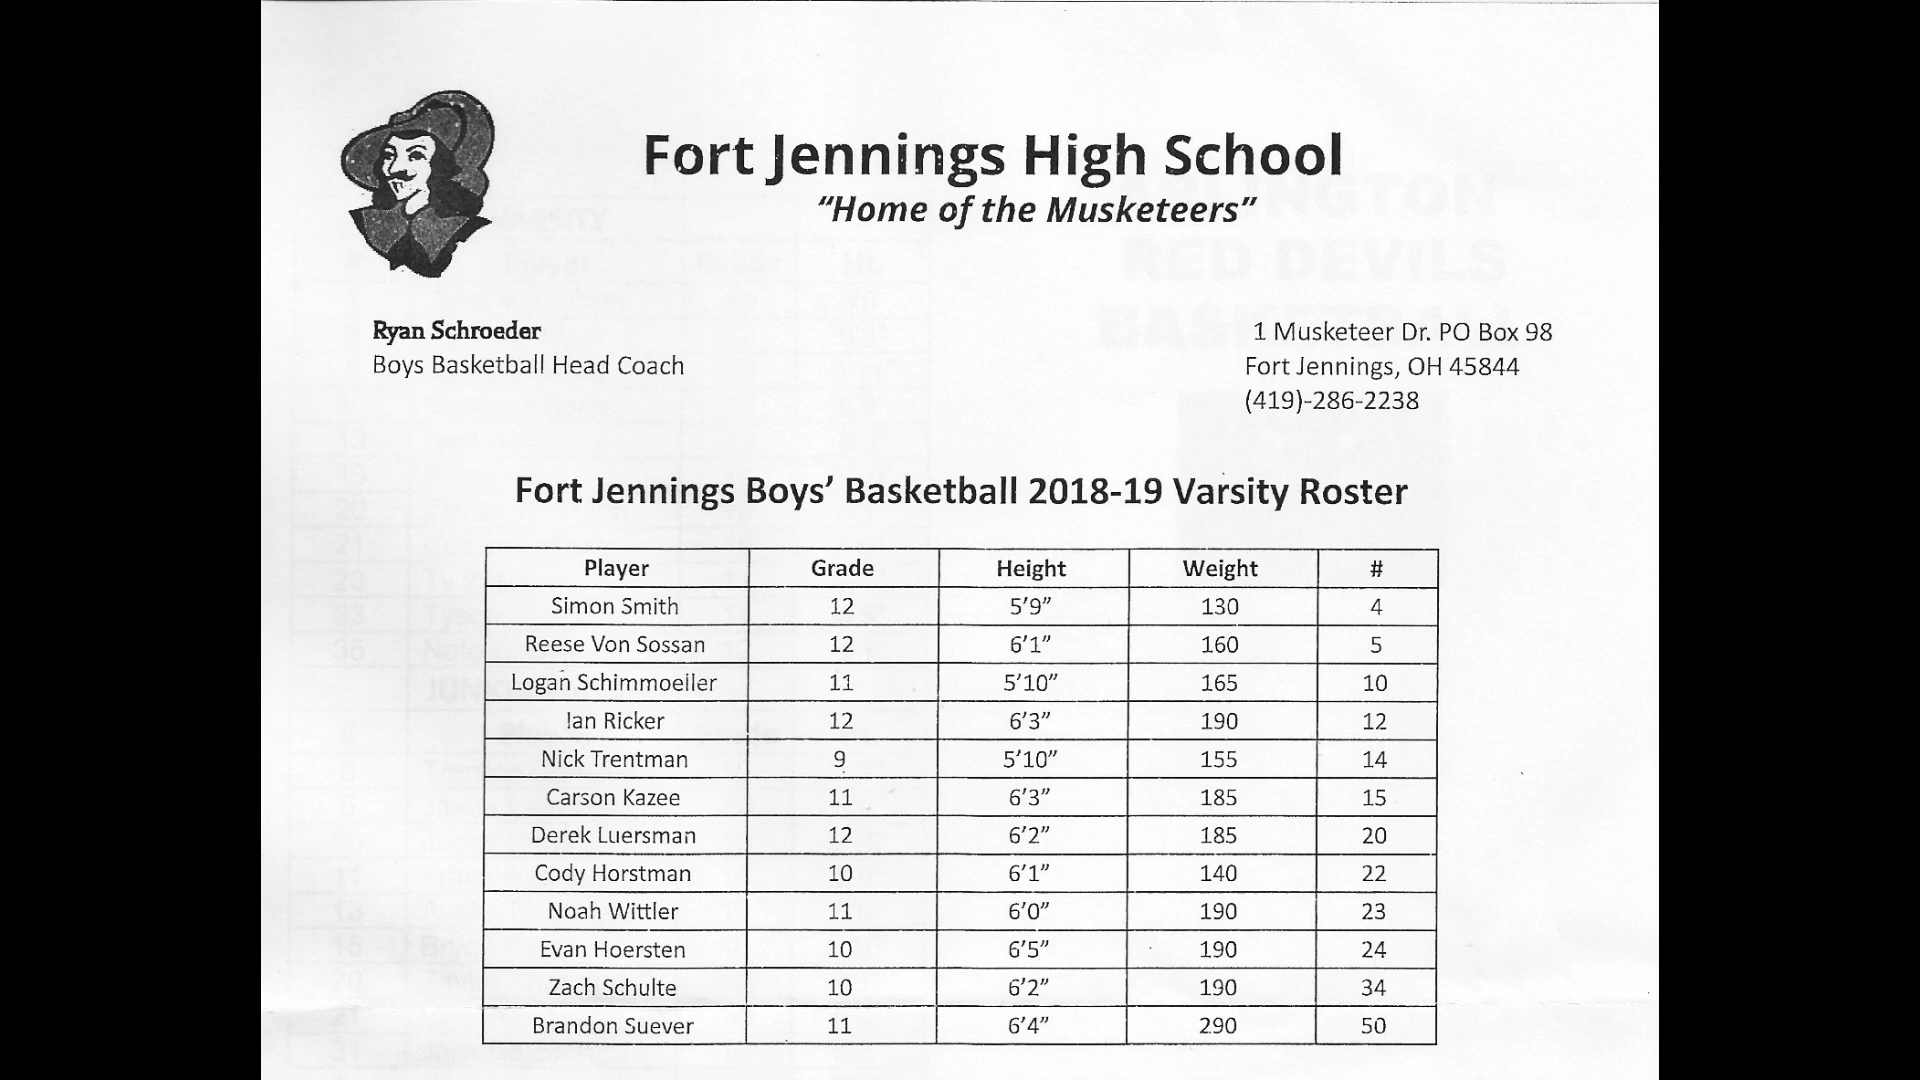 Fort Jennings High School
“Home of the Musketeers”
Ryan Schroeder
Boys Basketball Head Coach
1 Musketeer Dr. PO Box 98
Fort Jennings, OH 45844
(419)-286-2238
Fort Jennings Boys’ Basketball 2018-19 Varsity Roster
Player Grade Height Weight #
Simon Smith 12 5’9” 130 4
Reese Von Sossan 12 6’1” 160 5
Logan Schimmoeller 11 5’10” 165 10
Ian Ricker 12 6’3” 190 12
Nick Trentman 9 5’10” 155 14
Carson Kazee 11 6’3” 185 15
Derek Luersman 12 6’2” 185 20
Cody Horstman 10 6’1” 140 22
Noah Wittler 11 6’0” 190 23
Evan Hoersten 10 6’5” 190 24
Zach Schulte 10 6’2” 190 34
Brandon Suever 11 6’4” 290 50